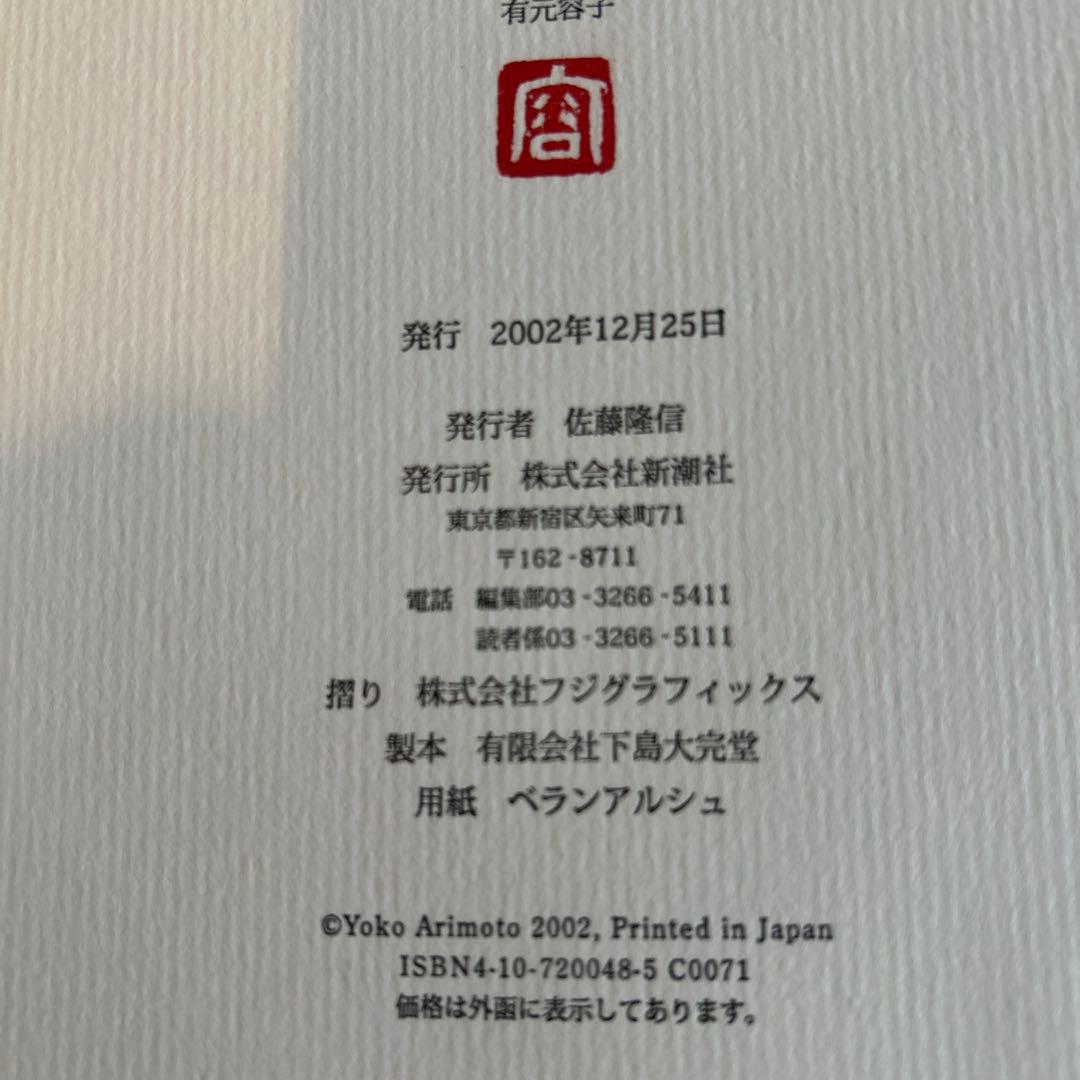 有元容子
容
発行 2002年12月25日
発行者 佐藤隆信
発行所 株式会社新潮社
東京都新宿区矢来町71
〒162-8711
電話 編集部03-3266-5411
読者係03-3266-5111
摺り 株式会社フジグラフィックス
製本 有限会社下島大完堂
用紙 ベランアルシュ
©Yoko Arimoto 2002, Printed in Japan
ISBN4-10-720048-5 C0071
価格は外函に表示してあります。